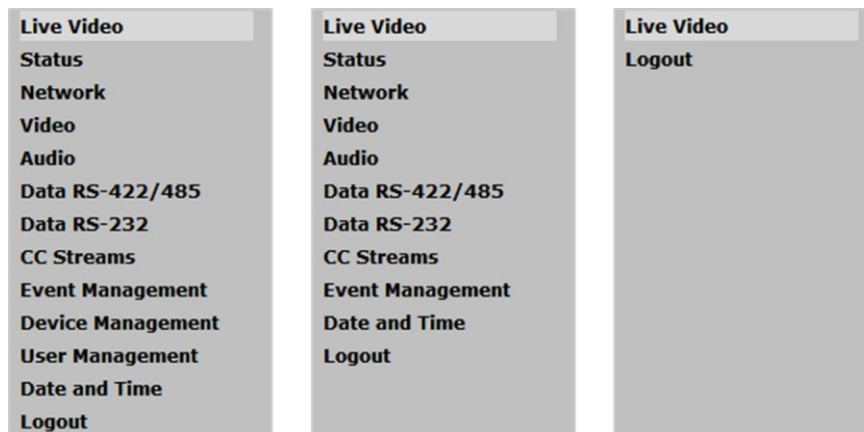 Live Video
Status
Network
Video
Audio
Data RS-422/485
Data RS-232
CC Streams
Event Management
Device Management
User Management
Date and Time
Logout
Live Video
Status
Network
Video
Audio
Data RS-422/485
Data RS-232
CC Streams
Event Management
Date and Time
Logout
Live Video
Logout